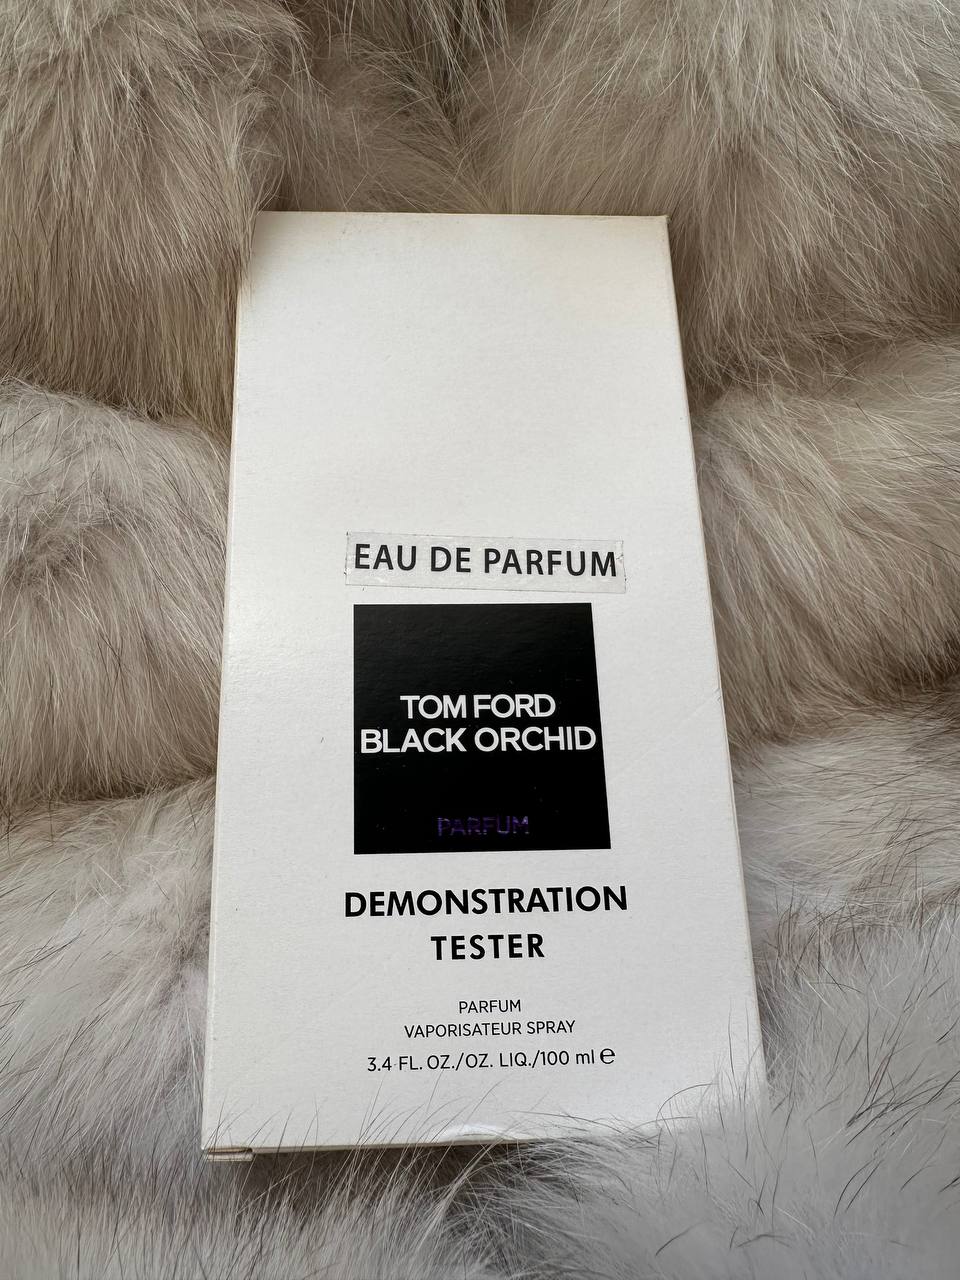 EAU DE PARFUM
TOM FORD
BLACK ORCHID
PARFUM
DEMONSTRATION
TESTER
PARFUM
VAPORISATEUR SPRAY
3.4 FL. OZ./OZ. LIQ./100 ml ℮